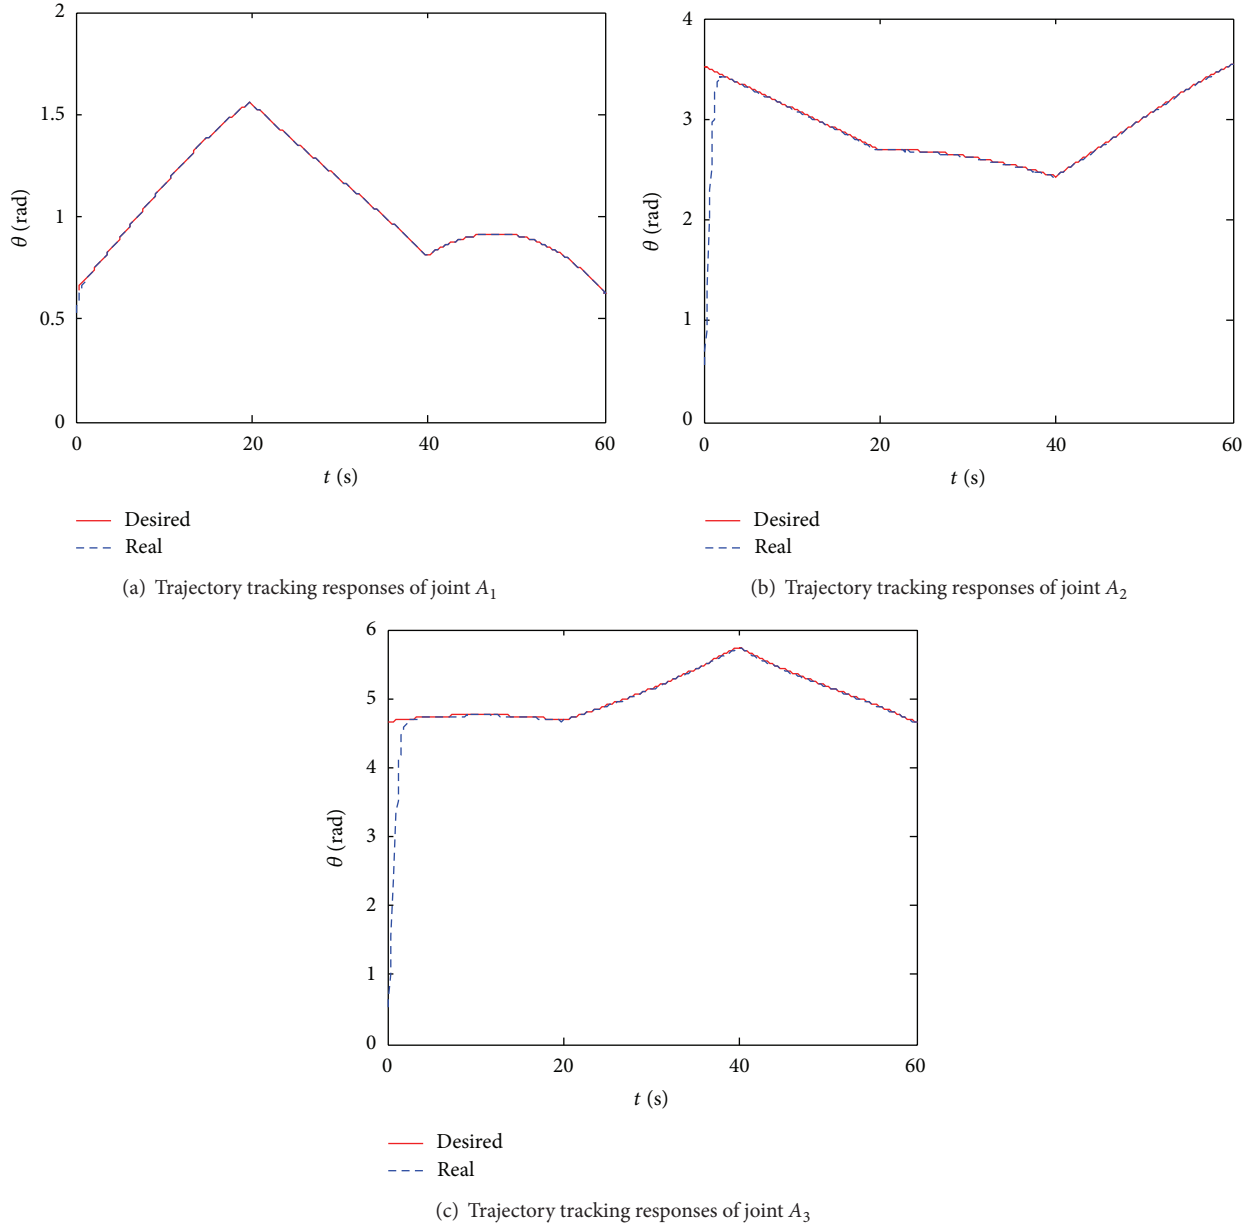 2
1.5
1
0.5
0
θ (rad)
0 20 40 60
t (s)
Desired
Real
(a) Trajectory tracking responses of joint A1
4
3
2
1
0
θ (rad)
0 20 40 60
t (s)
Desired
Real
(b) Trajectory tracking responses of joint A2
6
5
4
3
2
1
0
θ (rad)
0 20 40 60
t (s)
Desired
Real
(c) Trajectory tracking responses of joint A3